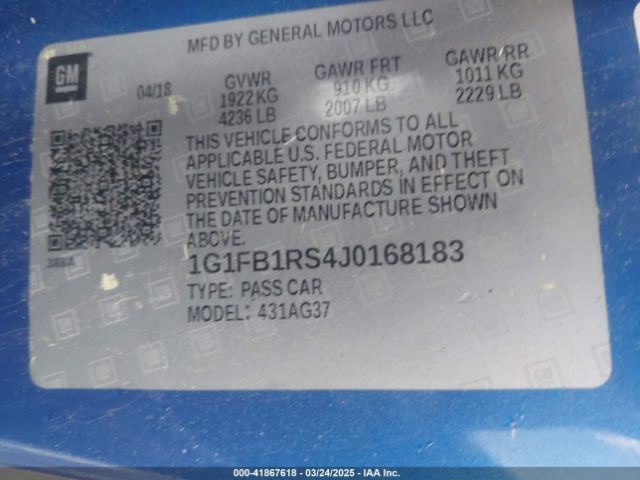 MFD BY GENERAL MOTORS LLC
GM
04/18
GVWR
1922 KG
4236 LB
GAWR FRT
910 KG
2007 LB
GAWR RR
1011 KG
2229 LB
THIS VEHICLE CONFORMS TO ALL
APPLICABLE U.S. FEDERAL MOTOR
VEHICLE SAFETY, BUMPER, AND THEFT
PREVENTION STANDARDS IN EFFECT ON
THE DATE OF MANUFACTURE SHOWN
ABOVE.
1G1FB1RS4J0168183
TYPE: PASS CAR
MODEL: 431AG37
000-41867618 - 03/24/2025 - IAA Inc.